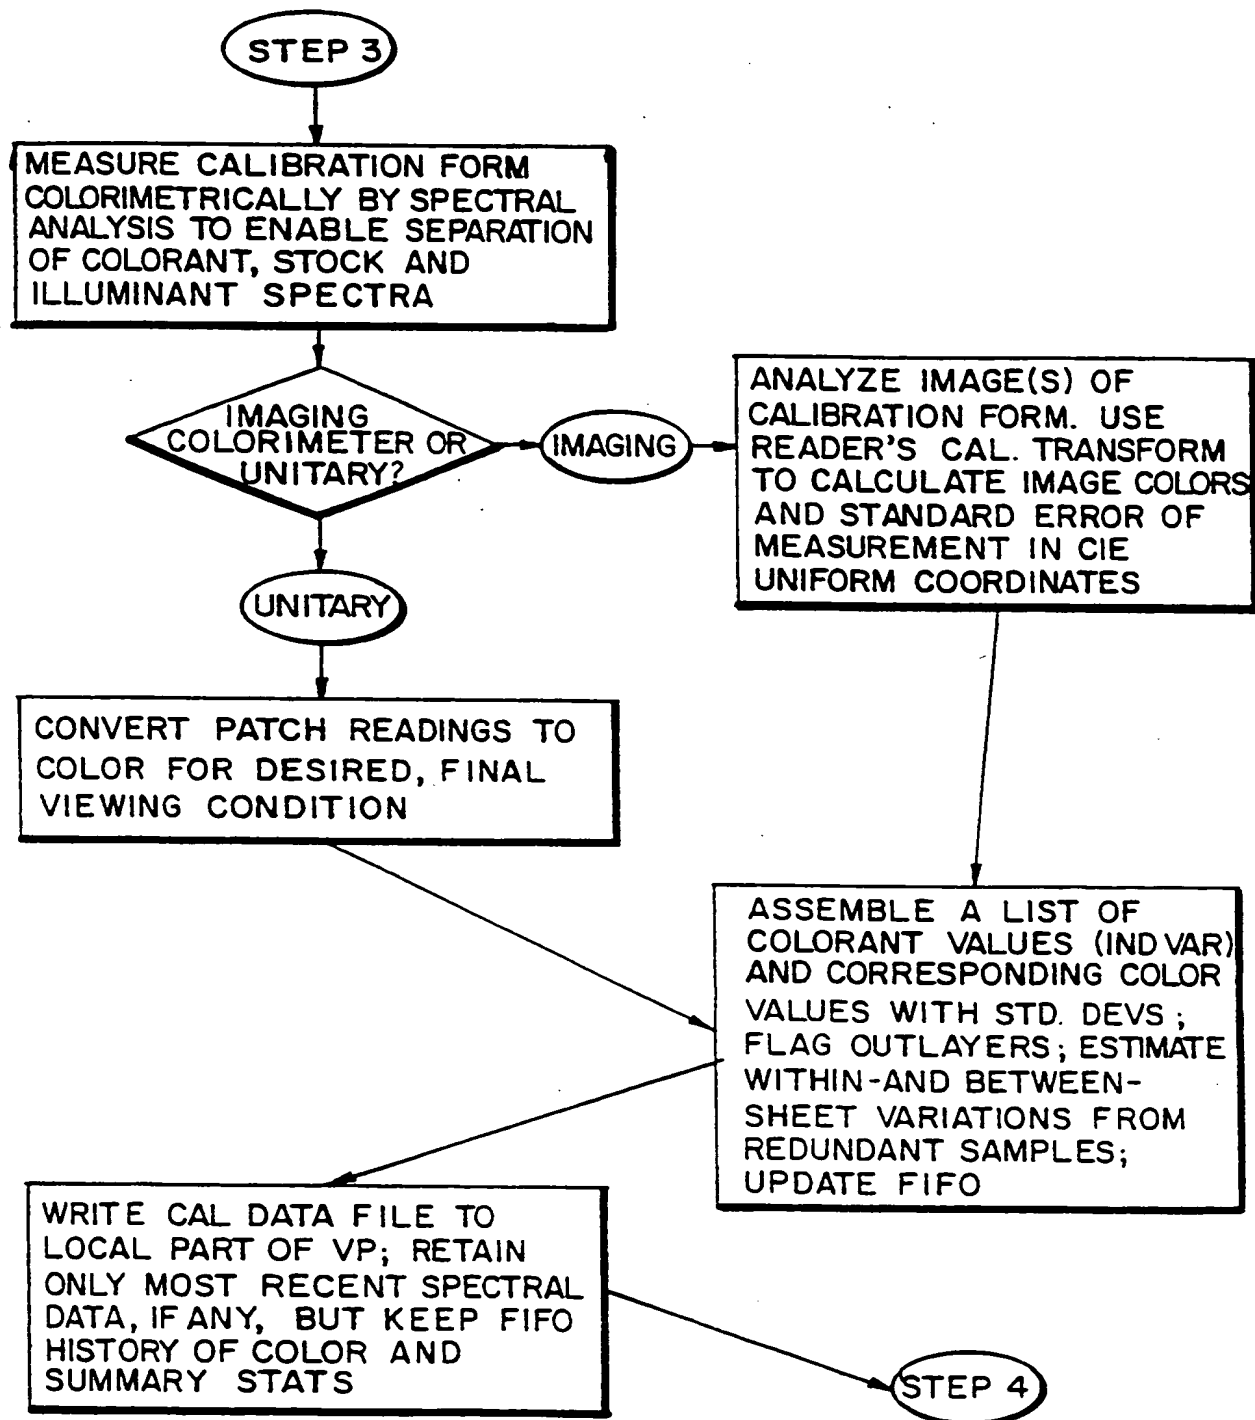 STEP 3
MEASURE CALIBRATION FORM
COLORIMETRICALLY BY SPECTRAL
ANALYSIS TO ENABLE SEPARATION
OF COLORANT, STOCK AND
ILLUMINANT SPECTRA
IMAGING
COLORIMETER OR
UNITARY?
IMAGING
ANALYZE IMAGE(S) OF
CALIBRATION FORM. USE
READER'S CAL. TRANSFORM
TO CALCULATE IMAGE COLORS
AND STANDARD ERROR OF
MEASUREMENT IN CIE
UNIFORM COORDINATES
UNITARY
CONVERT PATCH READINGS TO
COLOR FOR DESIRED, FINAL
VIEWING CONDITION
ASSEMBLE A LIST OF
COLORANT VALUES (IND VAR)
AND CORRESPONDING COLOR
VALUES WITH STD. DEVS;
FLAG OUTLAYERS; ESTIMATE
WITHIN-AND BETWEEN-
SHEET VARIATIONS FROM
REDUNDANT SAMPLES;
UPDATE FIFO
WRITE CAL DATA FILE TO
LOCAL PART OF VP; RETAIN
ONLY MOST RECENT SPECTRAL
DATA, IF ANY, BUT KEEP FIFO
HISTORY OF COLOR AND
SUMMARY STATS
STEP 4